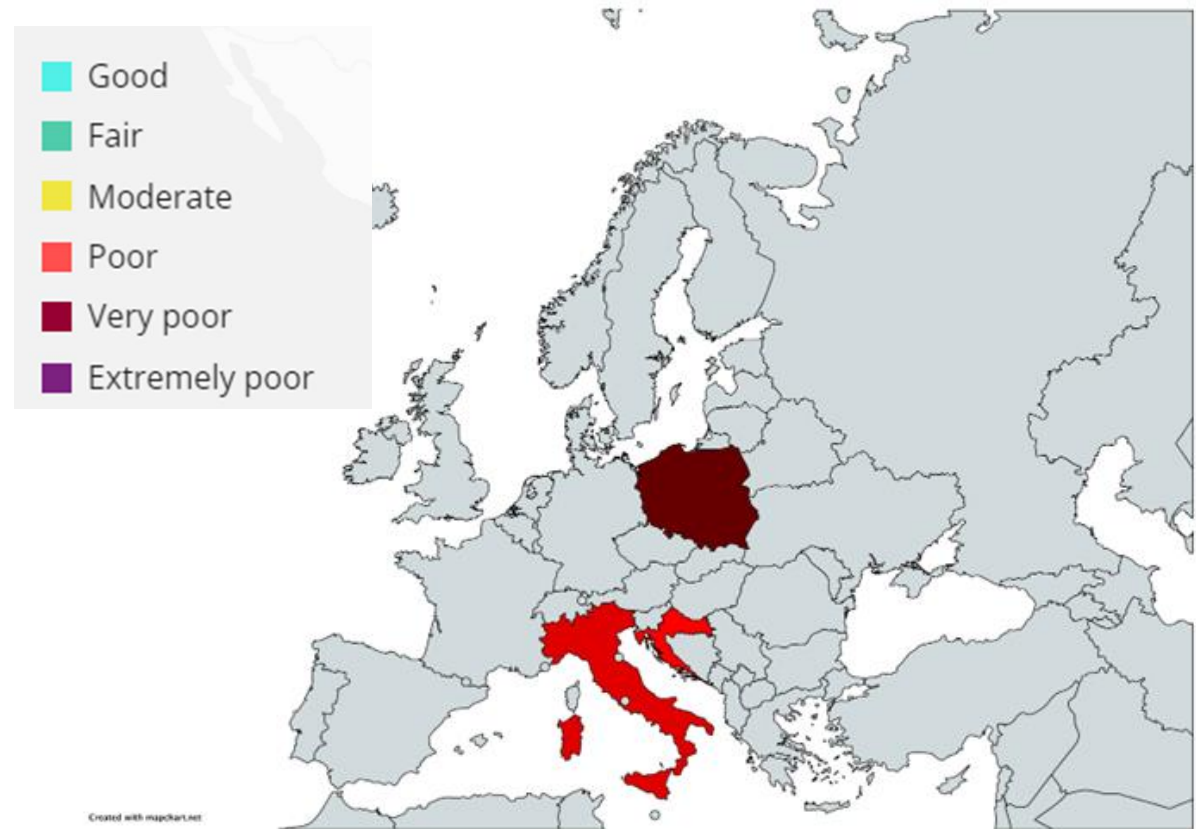 Good
Fair
Moderate
Poor
Very poor
Extremely poor
Created with mapchart.net